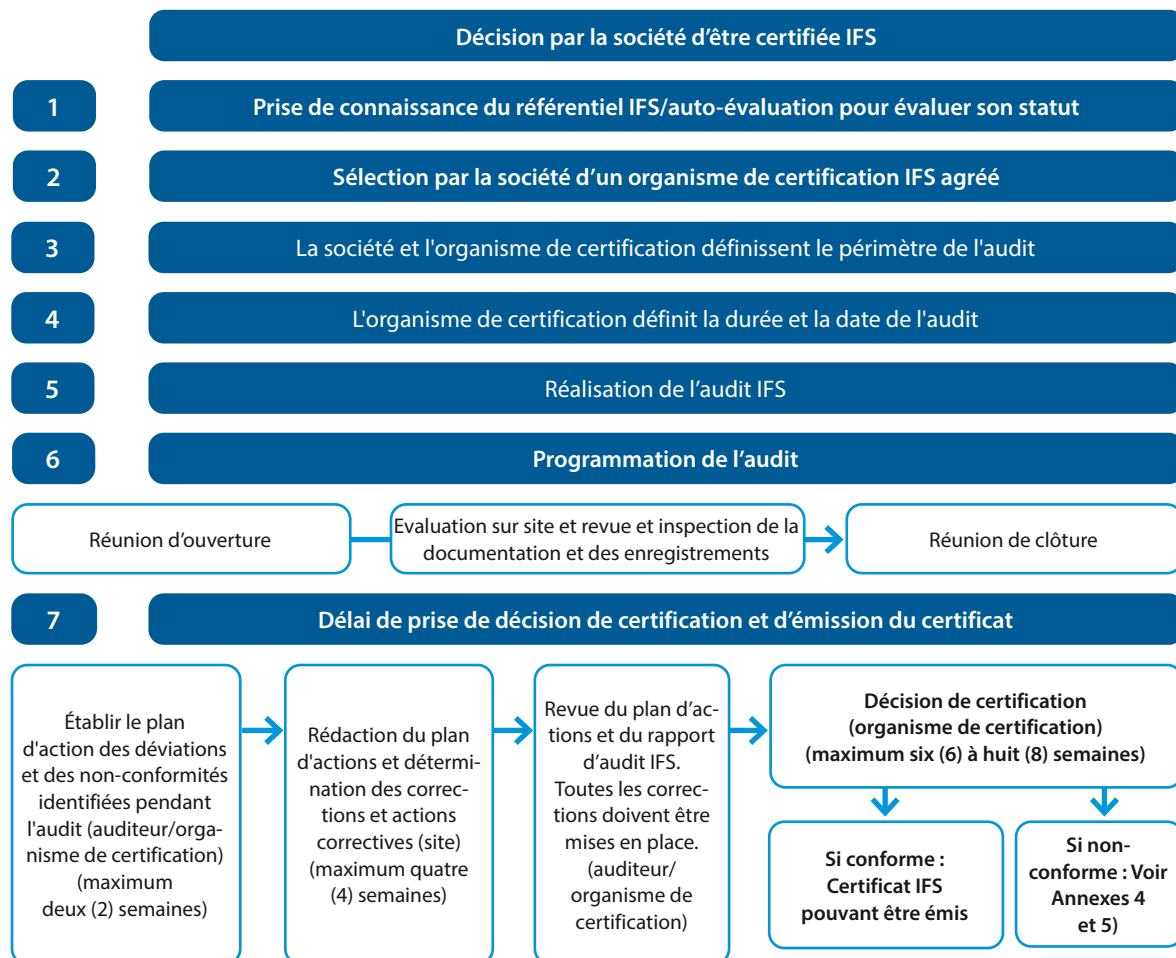 Décision par la société d’être certifiée IFS
1
Prise de connaissance du référentiel IFS/auto-évaluation pour évaluer son statut
2
Sélection par la société d’un organisme de certification IFS agréé
3
La société et l'organisme de certification définissent le périmètre de l'audit
4
L'organisme de certification définit la durée et la date de l'audit
5
Réalisation de l’audit IFS
6
Programmation de l’audit
Réunion d’ouverture
Evaluation sur site et revue et inspection de la
documentation et des enregistrements
Réunion de clôture
7
Délai de prise de décision de certification et d’émission du certificat
Établir le plan
d'action des déviations
et des non-conformités
identifiées pendant
l'audit (auditeur/orga-
nisme de certification)
(maximum
deux (2) semaines)
Rédaction du plan
d'actions et détermi-
nation des correc-
tions et actions
correctives (site)
(maximum quatre
(4) semaines)
Revue du plan d’ac-
tions et du rapport
d’audit IFS.
Toutes les correc-
tions doivent être
mises en place.
(auditeur/
organisme de
certification)
Décision de certification
(organisme de certification)
(maximum six (6) à huit (8) semaines)
Si conforme :
Certificat IFS
pouvant être émis
Si non-
conforme : Voir
Annexes 4
et 5)